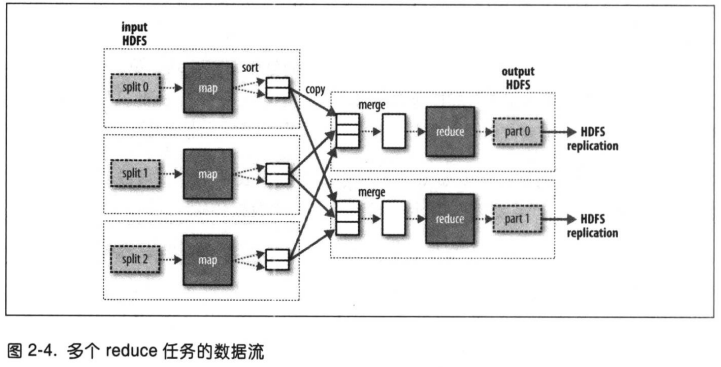 input
HDFS
sort
split 0
map
copy
output
HDFS
merge
reduce
part 0
HDFS
replication
split 1
map
merge
reduce
part 1
HDFS
replication
split 2
map
图 2-4. 多个 reduce 任务的数据流